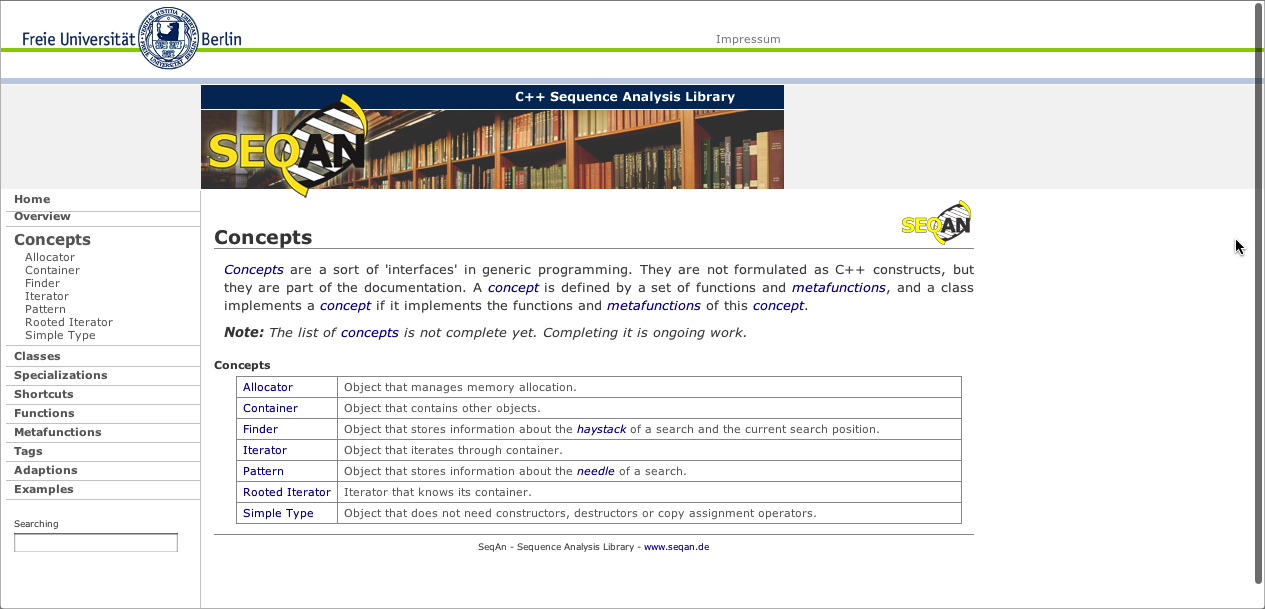 Freie Universität Berlin
Impressum
C++ Sequence Analysis Library
SEQAN
Home
Overview
Concepts
Allocator
Container
Finder
Iterator
Pattern
Rooted Iterator
Simple Type
Classes
Specializations
Shortcuts
Functions
Metafunctions
Tags
Adaptions
Examples
Searching
SEQAN
Concepts
Concepts are a sort of 'interfaces' in generic programming. They are not formulated as C++ constructs, but
they are part of the documentation. A concept is defined by a set of functions and metafunctions, and a class
implements a concept if it implements the functions and metafunctions of this concept.
Note: The list of concepts is not complete yet. Completing it is ongoing work.
Concepts
Allocator Object that manages memory allocation.
Container Object that contains other objects.
Finder Object that stores information about the haystack of a search and the current search position.
Iterator Object that iterates through container.
Pattern Object that stores information about the needle of a search.
Rooted Iterator Iterator that knows its container.
Simple Type Object that does not need constructors, destructors or copy assignment operators.
SeqAn - Sequence Analysis Library - www.seqan.de